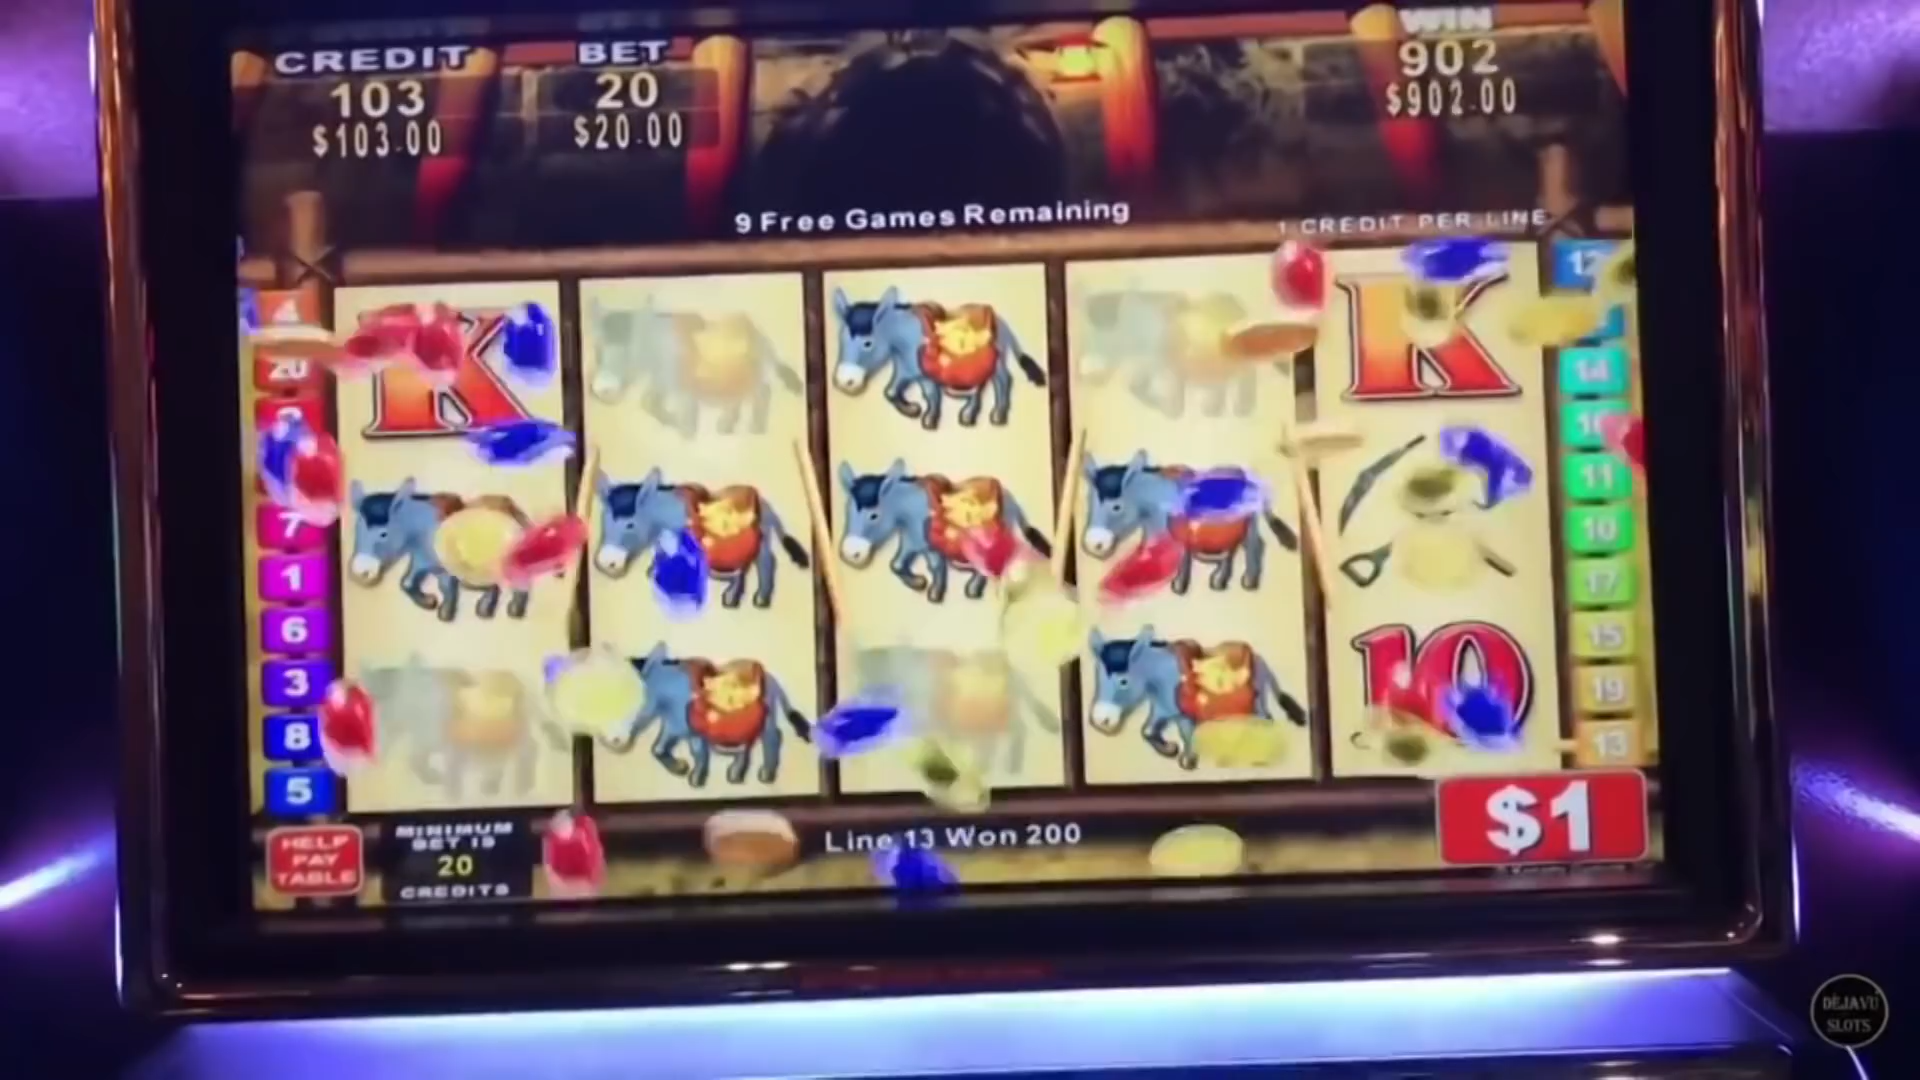 CREDIT
103
$103.00
BET
20
$20.00
WIN
902
$902.00
9 Free Games Remaining
1 CREDIT PER LINE
4
20
7
1
6
3
8
5
K
K
10
14
11
10
17
15
19
13
HELP
PAY
TABLE
MINIMUM
BET IS
20
CREDITS
Line 13 Won 200
$1
DÉJAVU
SLOTS